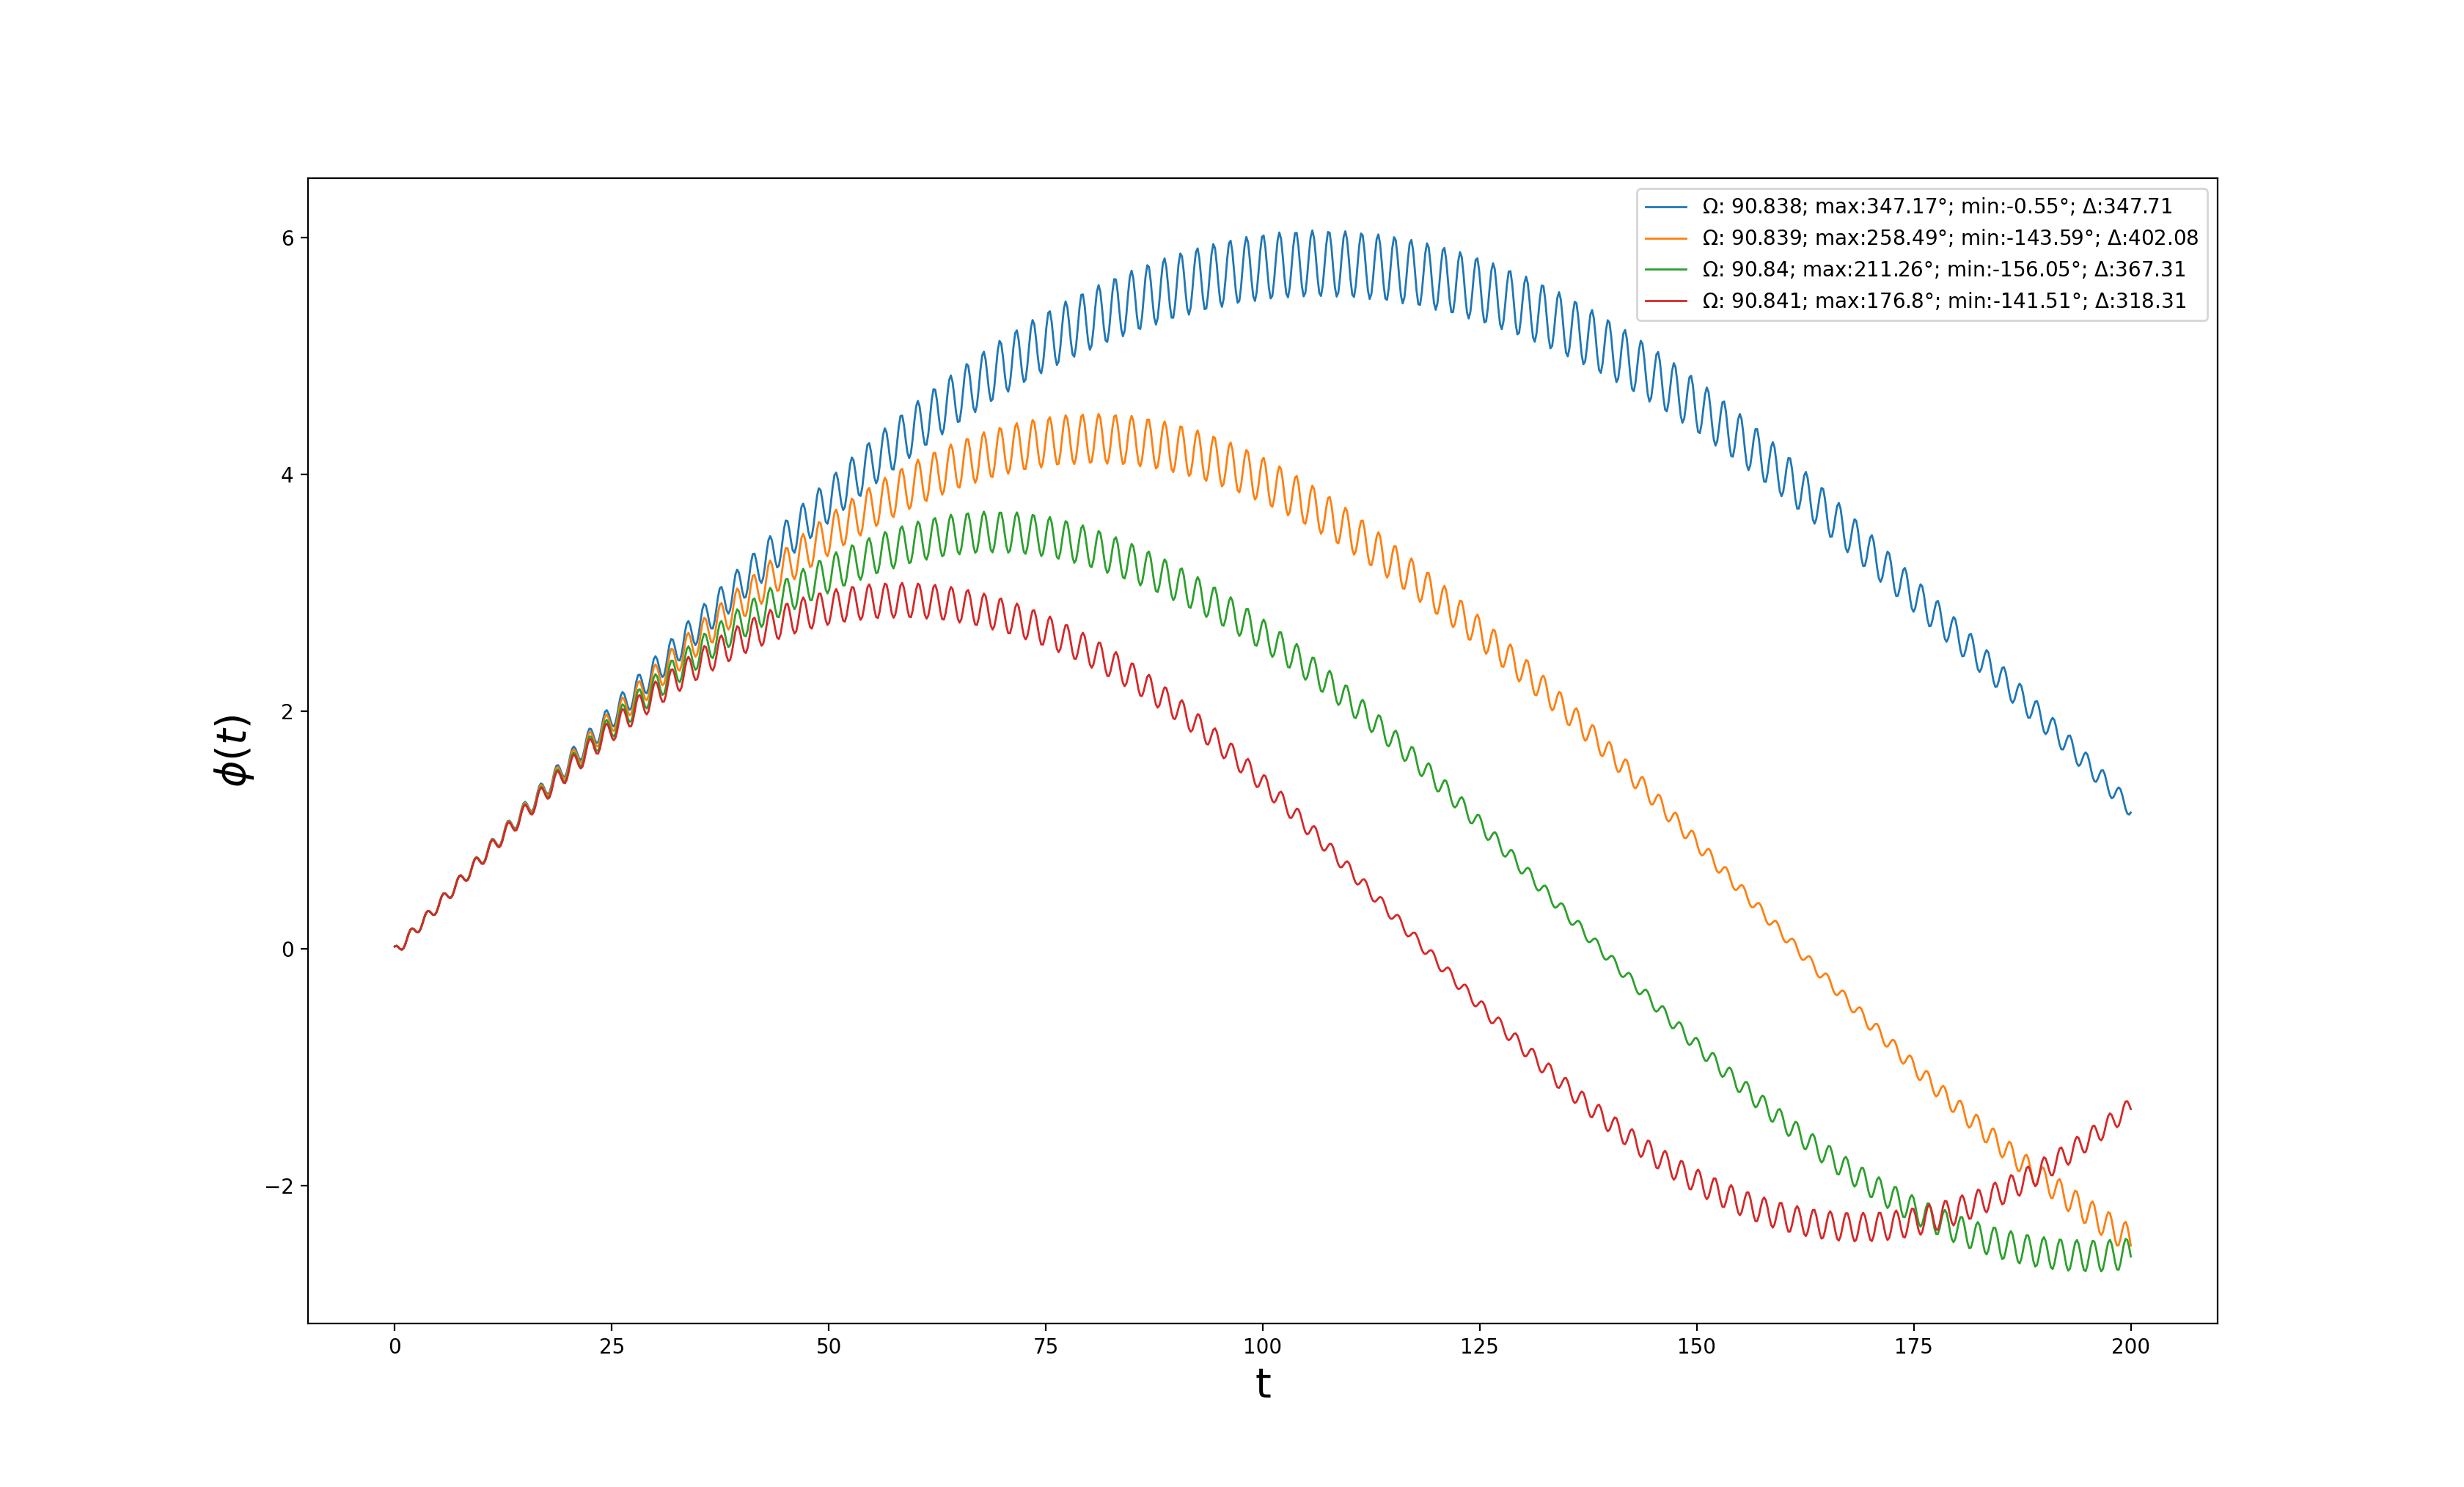 Ω: 90.838; max:347.17°; min:-0.55°; Δ:347.71
Ω: 90.839; max:258.49°; min:-143.59°; Δ:402.08
Ω: 90.84; max:211.26°; min:-156.05°; Δ:367.31
Ω: 90.841; max:176.8°; min:-141.51°; Δ:318.31
6
4
2
0
−2
ϕ(t)
0 25 50 75 100 125 150 175 200
t